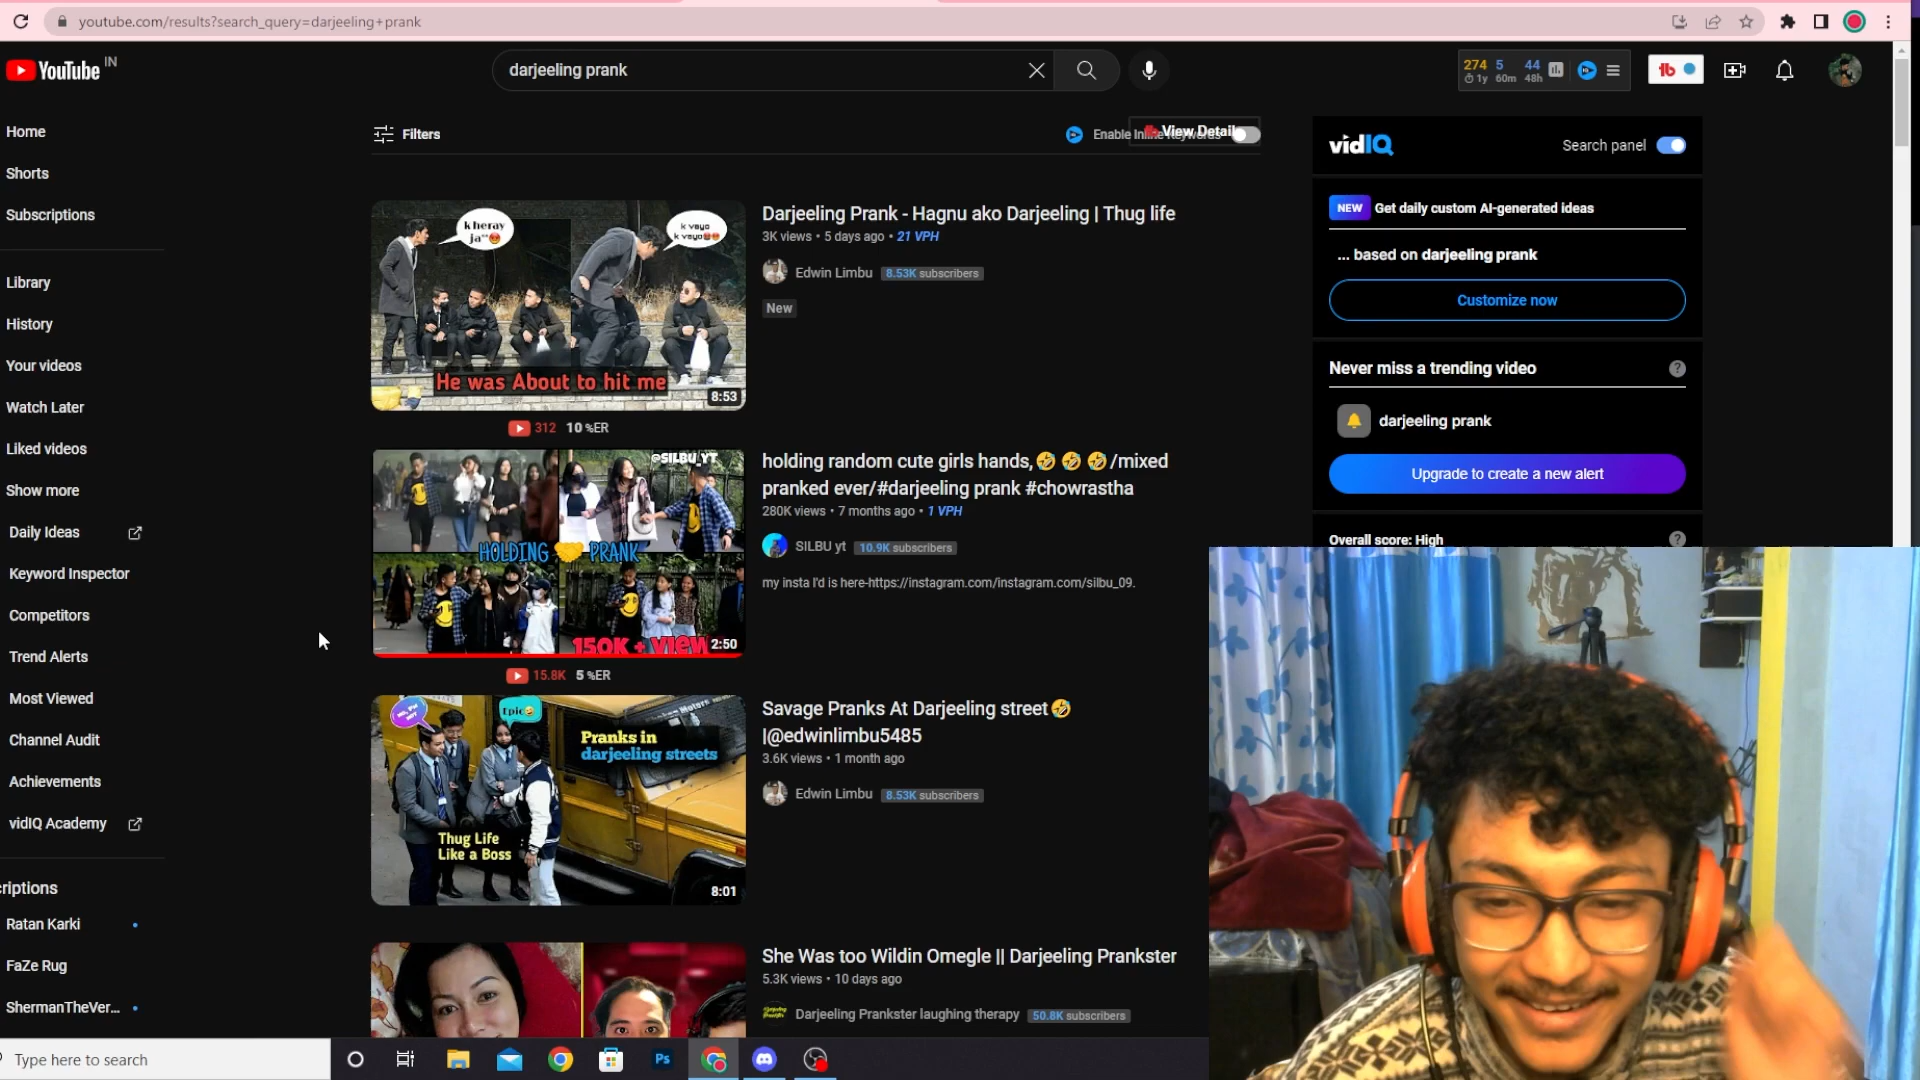 youtube.com/results?search_query=darjeeling+prank
YouTube IN
darjeeling prank
274 5 44
1y 60m 48h
Home
Shorts
Subscriptions
Library
History
Your videos
Watch Later
Liked videos
Show more
Daily Ideas
Keyword Inspector
Competitors
Trend Alerts
Most Viewed
Channel Audit
Achievements
vidIQ Academy
criptions
Ratan Karki
FaZe Rug
ShermanTheVer...
Filters
Enable Inline Keywords
View Detail
k heray
ja**
k vayo
k vayo
He was About to hit me
8:53
312 10 %ER
Darjeeling Prank - Hagnu ako Darjeeling | Thug life
3K views • 5 days ago • 21 VPH
Edwin Limbu 8.53K subscribers
New
@SILBU_YT
HOLDING 🤝 PRANK
150K + VIEW
2:50
15.8K 5 %ER
holding random cute girls hands,🤣 🤣 🤣/mixed
pranked ever/#darjeeling prank #chowrastha
280K views • 7 months ago • 1 VPH
SILBU yt 10.9K subscribers
my insta I'd is here-https://instagram.com/instagram.com/silbu_09.
Epic
Pranks in
darjeeling streets
Thug Life
Like a Boss
8:01
Savage Pranks At Darjeeling street🤣
|@edwinlimbu5485
3.6K views • 1 month ago
Edwin Limbu 8.53K subscribers
She Was too Wildin Omegle || Darjeeling Prankster
5.3K views • 10 days ago
Darjeeling Prankster laughing therapy 50.8K subscribers
vidIQ
Search panel
NEW Get daily custom AI-generated ideas
... based on darjeeling prank
Customize now
Never miss a trending video ?
darjeeling prank
Upgrade to create a new alert
Overall score: High ?
Type here to search
Ps